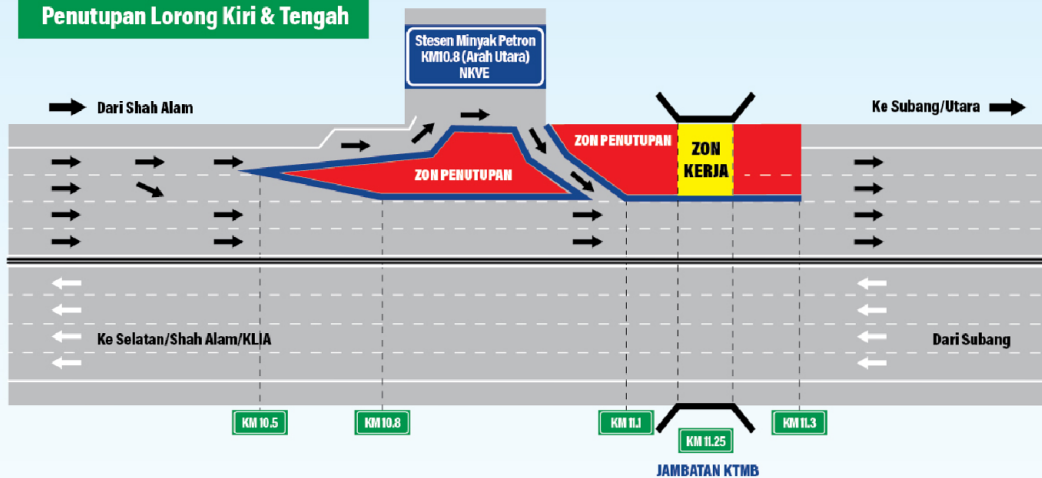 Penutupan Lorong Kiri & Tengah
Stesen Minyak Petron
KM10.8 (Arah Utara)
NKVE
Dari Shah Alam
Ke Subang/Utara
ZON PENUTUPAN
ZON PENUTUPAN
ZON
KERJA
Ke Selatan/Shah Alam/KLIA
Dari Subang
KM 10.5
KM 10.8
KM 11.1
KM 11.25
KM 11.3
JAMBATAN KTMB